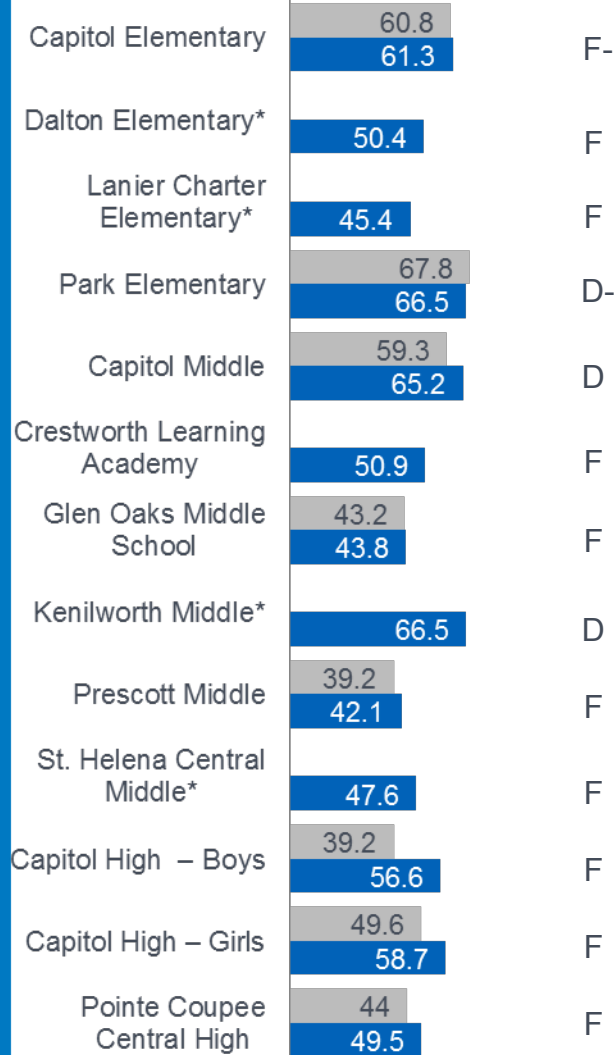 Capitol Elementary
60.8
61.3
F-
Dalton Elementary*
50.4
F
Lanier Charter
Elementary*
45.4
F
Park Elementary
67.8
66.5
D-
Capitol Middle
59.3
65.2
D
Crestworth Learning
Academy
50.9
F
Glen Oaks Middle
School
43.2
43.8
F
Kenilworth Middle*
66.5
D
Prescott Middle
39.2
42.1
F
St. Helena Central
Middle*
47.6
F
Capitol High – Boys
39.2
56.6
F
Capitol High – Girls
49.6
58.7
F
Pointe Coupee
Central High
44
49.5
F